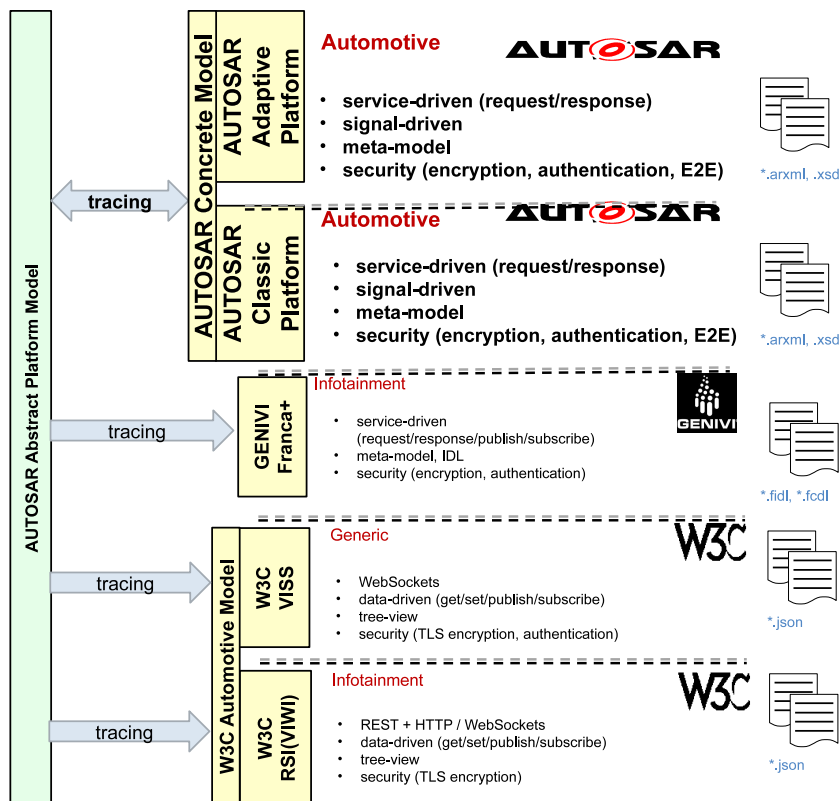 AUTOSAR Abstract Platform Model
tracing
AUTOSAR Concrete Model
AUTOSAR
Adaptive
Platform
Automotive
AUTOSAR
• service-driven (request/response)
• signal-driven
• meta-model
• security (encryption, authentication, E2E)
*.arxml, .xsd
AUTOSAR
Classic
Platform
Automotive
AUTOSAR
• service-driven (request/response)
• signal-driven
• meta-model
• security (encryption, authentication, E2E)
*.arxml, .xsd
tracing
GENIVI
Franca+
Infotainment
GENIVI
• service-driven
(request/response/publish/subscribe)
• meta-model, IDL
• security (encryption, authentication)
*.fidl, *.fcdl
tracing
W3C Automotive Model
W3C
VISS
Generic
W3C
• WebSockets
• data-driven (get/set/publish/subscribe)
• tree-view
• security (TLS encryption, authentication)
*.json
tracing
W3C
RSI(VIWI)
Infotainment
W3C
• REST + HTTP / WebSockets
• data-driven (get/set/publish/subscribe)
• tree-view
• security (TLS encryption)
*.json